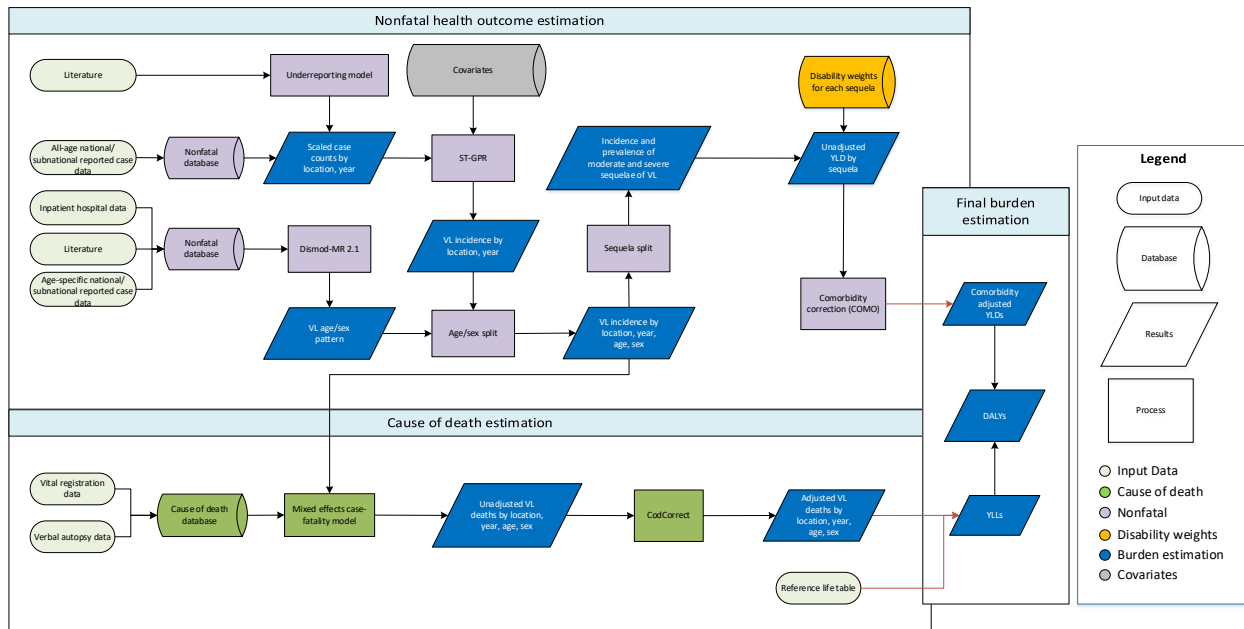 Nonfatal health outcome estimation
Literature
Underreporting model
Covariates
Disability weights
for each sequela
All-age national/
subnational reported case
data
Nonfatal
database
Scaled case
counts by
location, year
ST-GPR
Incidence and
prevalence of
moderate and severe
sequelae of VL
Unadjusted
YLD by
sequela
Inpatient hospital data
Literature
Age-specific national/
subnational reported case
data
Nonfatal
database
Dismod-MR 2.1
VL incidence by
location, year
Sequela split
Comorbidity
correction (COMO)
VL age/sex
pattern
Age/sex split
VL incidence by
location, year,
age, sex
Final burden
estimation
Comorbidity
adjusted
YLDs
DALYs
YLLs
Cause of death estimation
Vital registration
data
Verbal autopsy data
Cause of death
database
Mixed effects case-
fatality model
Unadjusted VL
deaths by location,
year, age, sex
CodCorrect
Adjusted VL
deaths by
location, year,
age, sex
Reference life table
Legend
Input data
Database
Results
Process
Input Data
Cause of death
Nonfatal
Disability weights
Burden estimation
Covariates